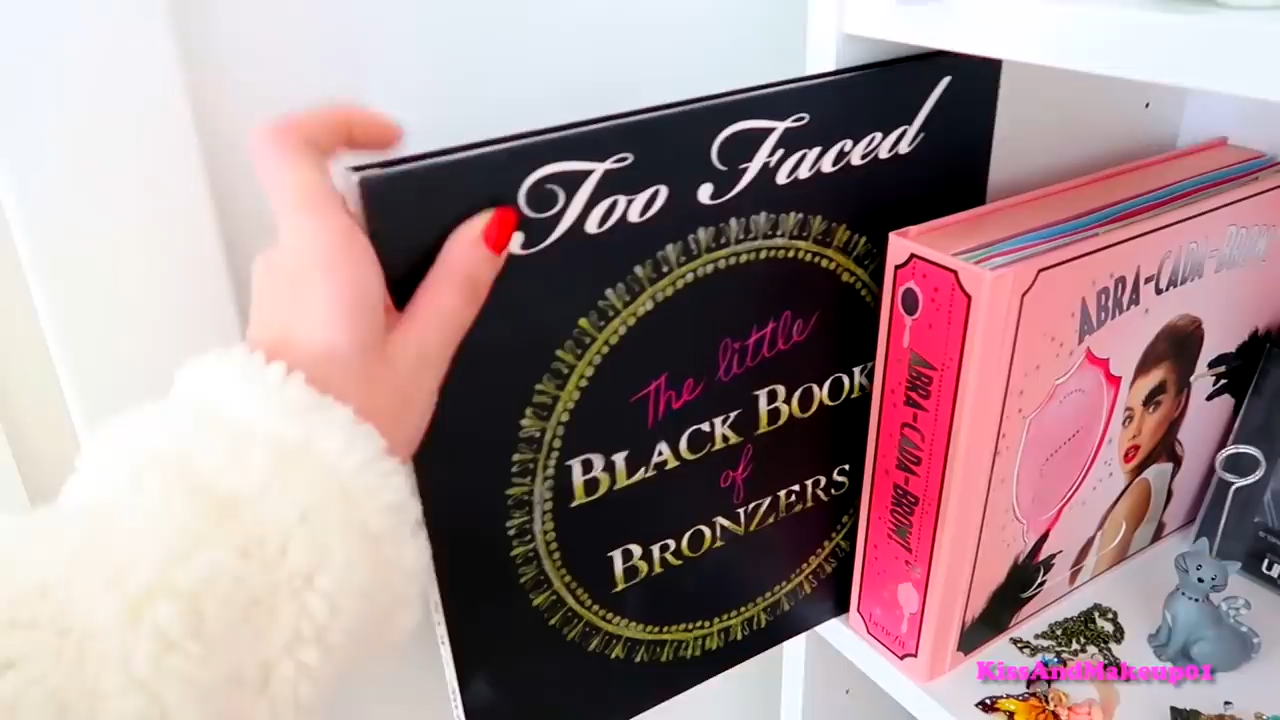 Too Faced
The little
BLACK BOOK
of
BRONZERS
ABRA-CADA-BROW!
ABRA-CADA-BROW!
benefit
KissAndMakeup01